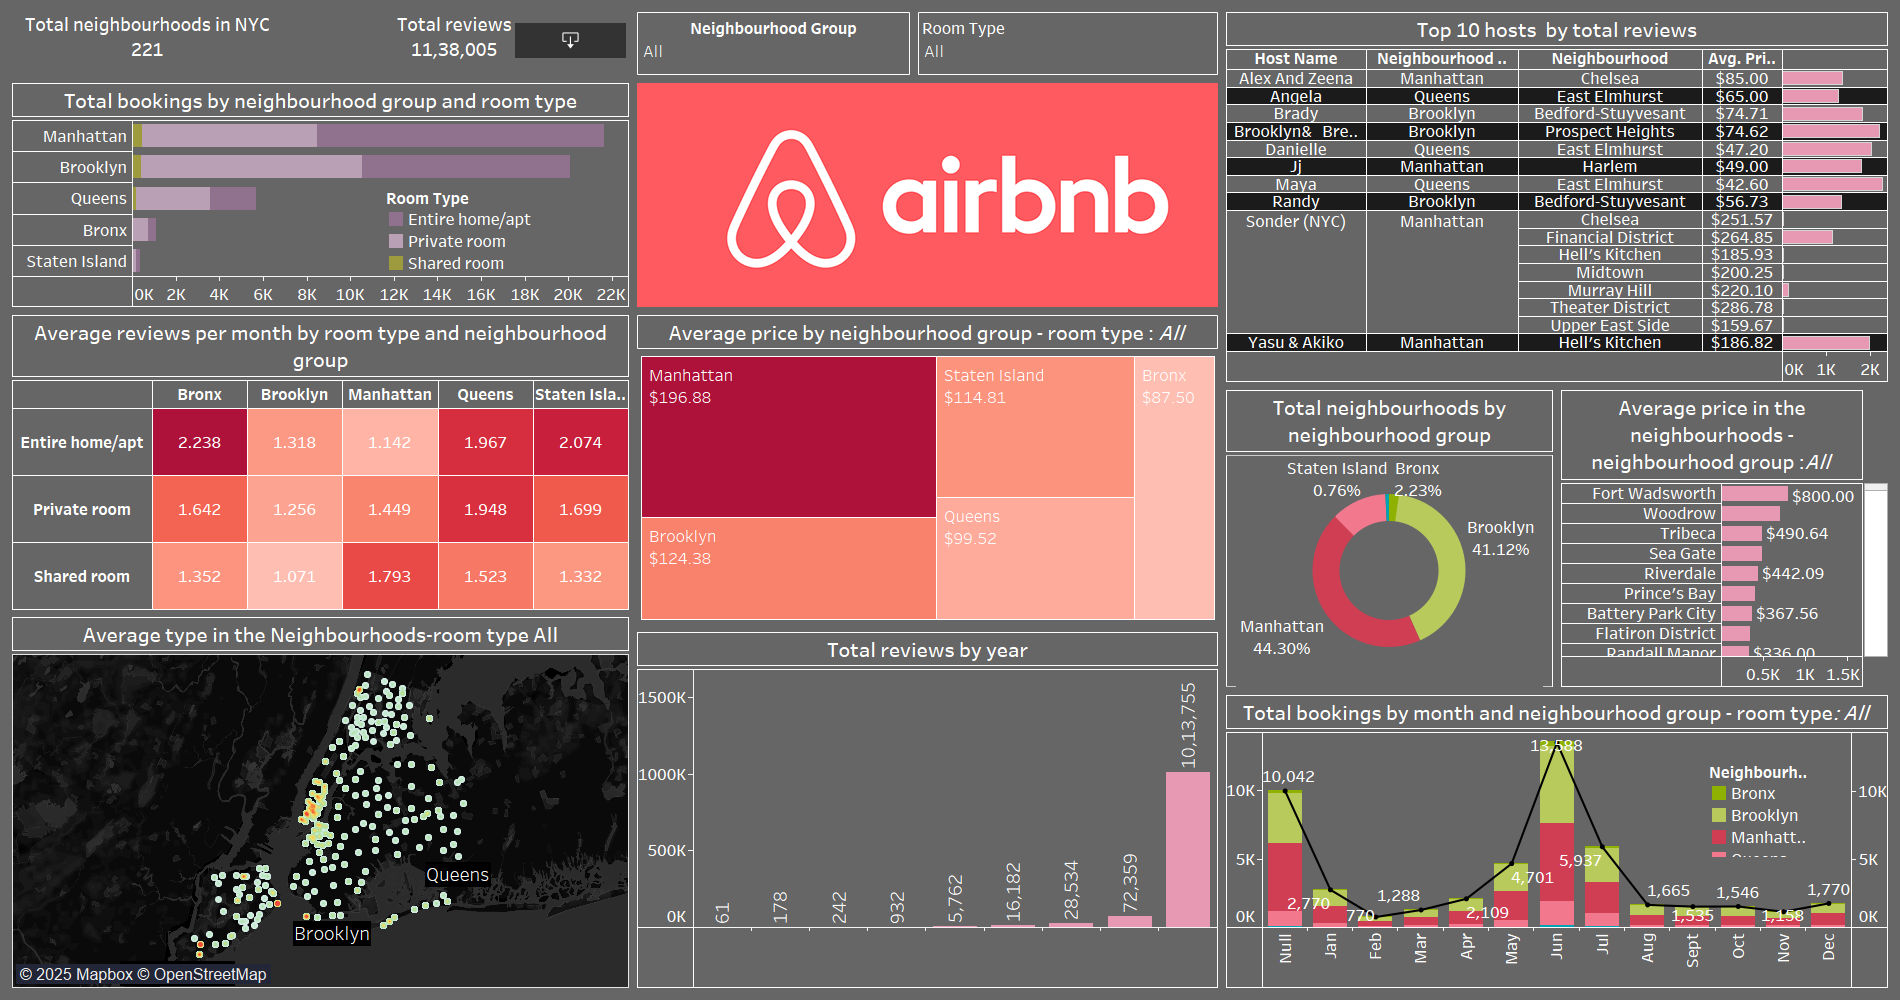 Total neighbourhoods in NYC
221
Total reviews
11,38,005
Neighbourhood Group
All
Room Type
All
Total bookings by neighbourhood group and room type
Manhattan
Brooklyn
Queens
Bronx
Staten Island
Room Type
Entire home/apt
Private room
Shared room
0K 2K 4K 6K 8K 10K 12K 14K 16K 18K 20K 22K
airbnb
Top 10 hosts by total reviews
Host Name Neighbourhood .. Neighbourhood Avg. Pri..
Alex And Zeena Manhattan Chelsea $85.00
Angela Queens East Elmhurst $65.00
Brady Brooklyn Bedford-Stuyvesant $74.71
Brooklyn& Bre.. Brooklyn Prospect Heights $74.62
Danielle Queens East Elmhurst $47.20
Jj Manhattan Harlem $49.00
Maya Queens East Elmhurst $42.60
Randy Brooklyn Bedford-Stuyvesant $56.73
Sonder (NYC) Manhattan Chelsea $251.57
Financial District $264.85
Hell's Kitchen $185.93
Midtown $200.25
Murray Hill $220.10
Theater District $286.78
Upper East Side $159.67
Yasu & Akiko Manhattan Hell's Kitchen $186.82
0K 1K 2K
Average reviews per month by room type and neighbourhood
group
Bronx Brooklyn Manhattan Queens Staten Isla..
Entire home/apt 2.238 1.318 1.142 1.967 2.074
Private room 1.642 1.256 1.449 1.948 1.699
Shared room 1.352 1.071 1.793 1.523 1.332
Average price by neighbourhood group - room type : All
Manhattan
$196.88
Brooklyn
$124.38
Staten Island
$114.81
Queens
$99.52
Bronx
$87.50
Total neighbourhoods by
neighbourhood group
Staten Island
0.76%
Bronx
2.23%
Brooklyn
41.12%
Manhattan
44.30%
Average price in the
neighbourhoods -
neighbourhood group :All
Fort Wadsworth $800.00
Woodrow
Tribeca $490.64
Sea Gate
Riverdale $442.09
Prince's Bay
Battery Park City $367.56
Flatiron District
Randall Manor $336.00
0.5K 1K 1.5K
Average type in the Neighbourhoods-room type All
Queens
Brooklyn
© 2025 Mapbox © OpenStreetMap
Total reviews by year
1500K
1000K
500K
0K
61
178
242
932
5,762
16,182
28,534
72,359
10,13,755
Total bookings by month and neighbourhood group - room type: All
10K
5K
0K
10,042
2,770
770
1,288
2,109
4,701
13,588
5,937
1,665
1,535
1,546
1,158
1,770
Neighbourh..
Bronx
Brooklyn
Manhatt..
Queens
10K
5K
0K
Null Jan Feb Mar Apr May Jun Jul Aug Sept Oct Nov Dec